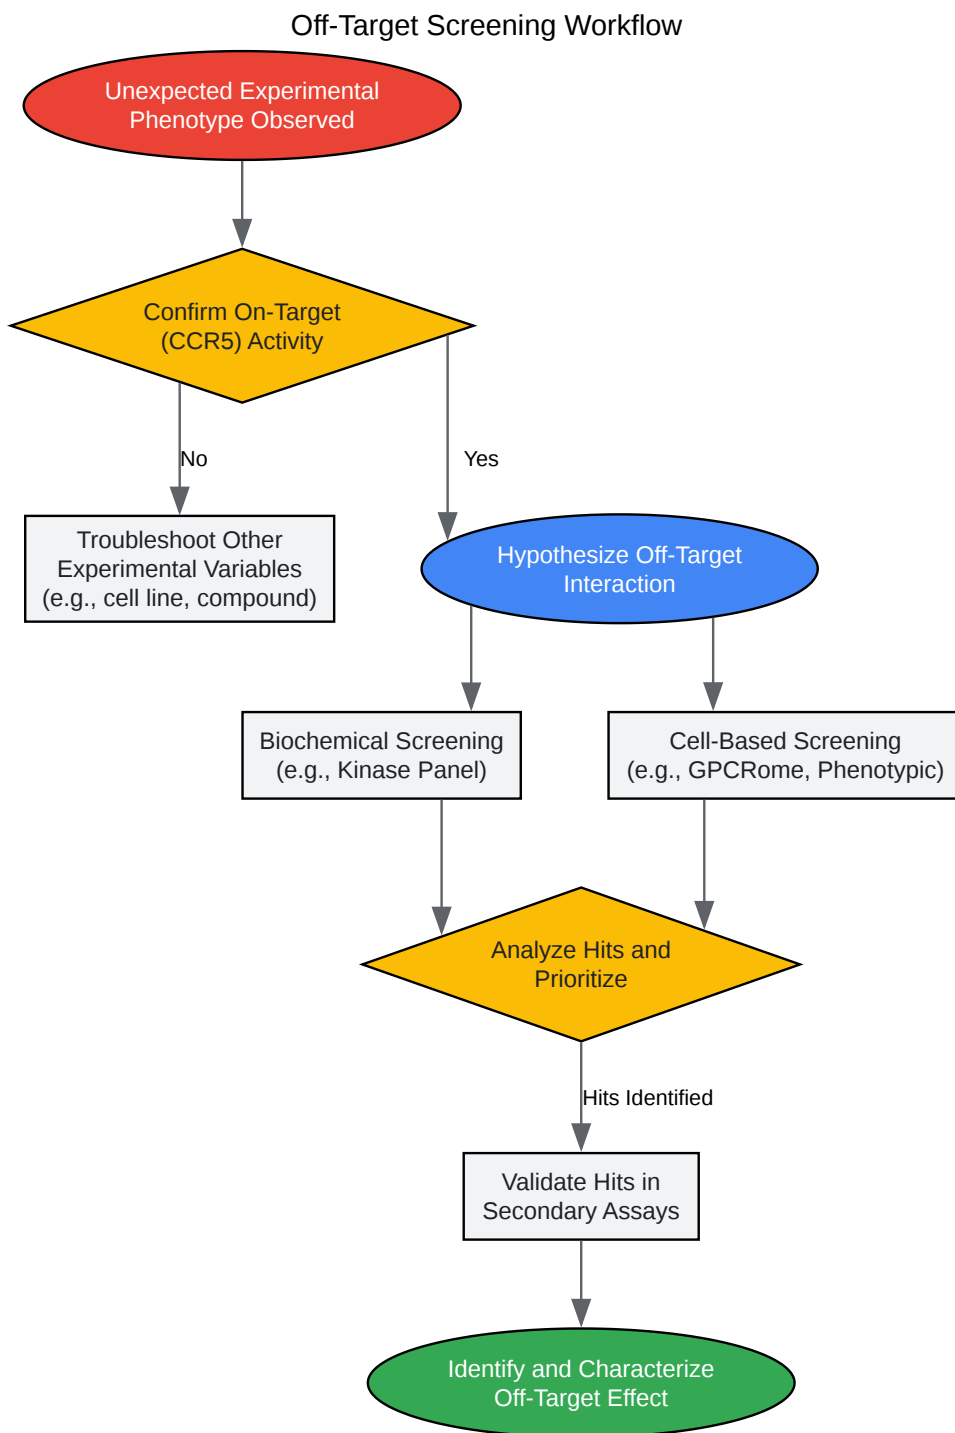 Off-Target Screening Workflow
Unexpected Experimental
Phenotype Observed
Confirm On-Target
(CCR5) Activity
No
Yes
Troubleshoot Other
Experimental Variables
(e.g., cell line, compound)
Hypothesize Off-Target
Interaction
Biochemical Screening
(e.g., Kinase Panel)
Cell-Based Screening
(e.g., GPCRome, Phenotypic)
Analyze Hits and
Prioritize
Hits Identified
Validate Hits in
Secondary Assays
Identify and Characterize
Off-Target Effect